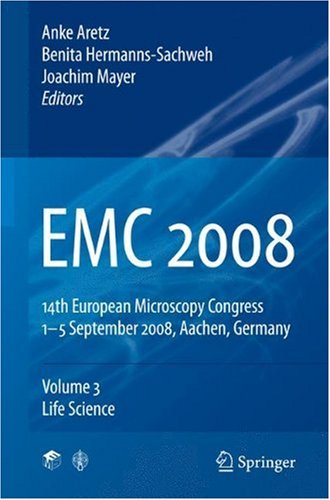 Anke Aretz
Benita Hermanns-Sachweh
Joachim Mayer
Editors
EMC 2008
14th European Microscopy Congress
1–5 September 2008, Aachen, Germany
Volume 3
Life Science
Springer